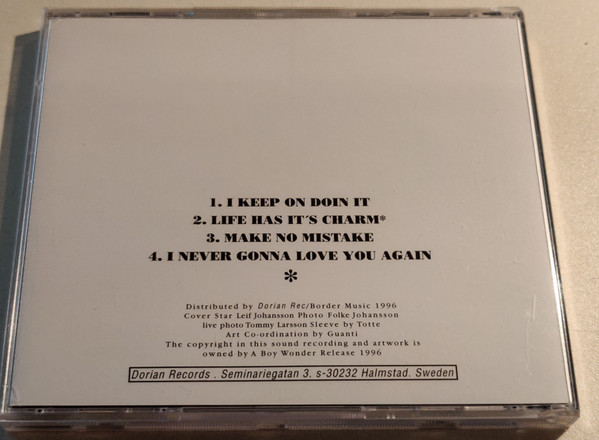 1. I KEEP ON DOIN IT
2. LIFE HAS IT´S CHARM*
3. MAKE NO MISTAKE
4. I NEVER GONNA LOVE YOU AGAIN
*
Distributed by Dorian Rec/Border Music 1996
Cover Star Leif Johansson Photo Folke Johansson
live photo Tommy Larsson Sleeve by Totte
Art Co-ordination by Guanti
The copyright in this sound recording and artwork is
owned by A Boy Wonder Release 1996
Dorian Records . Seminariegatan 3. s-30232 Halmstad. Sweden